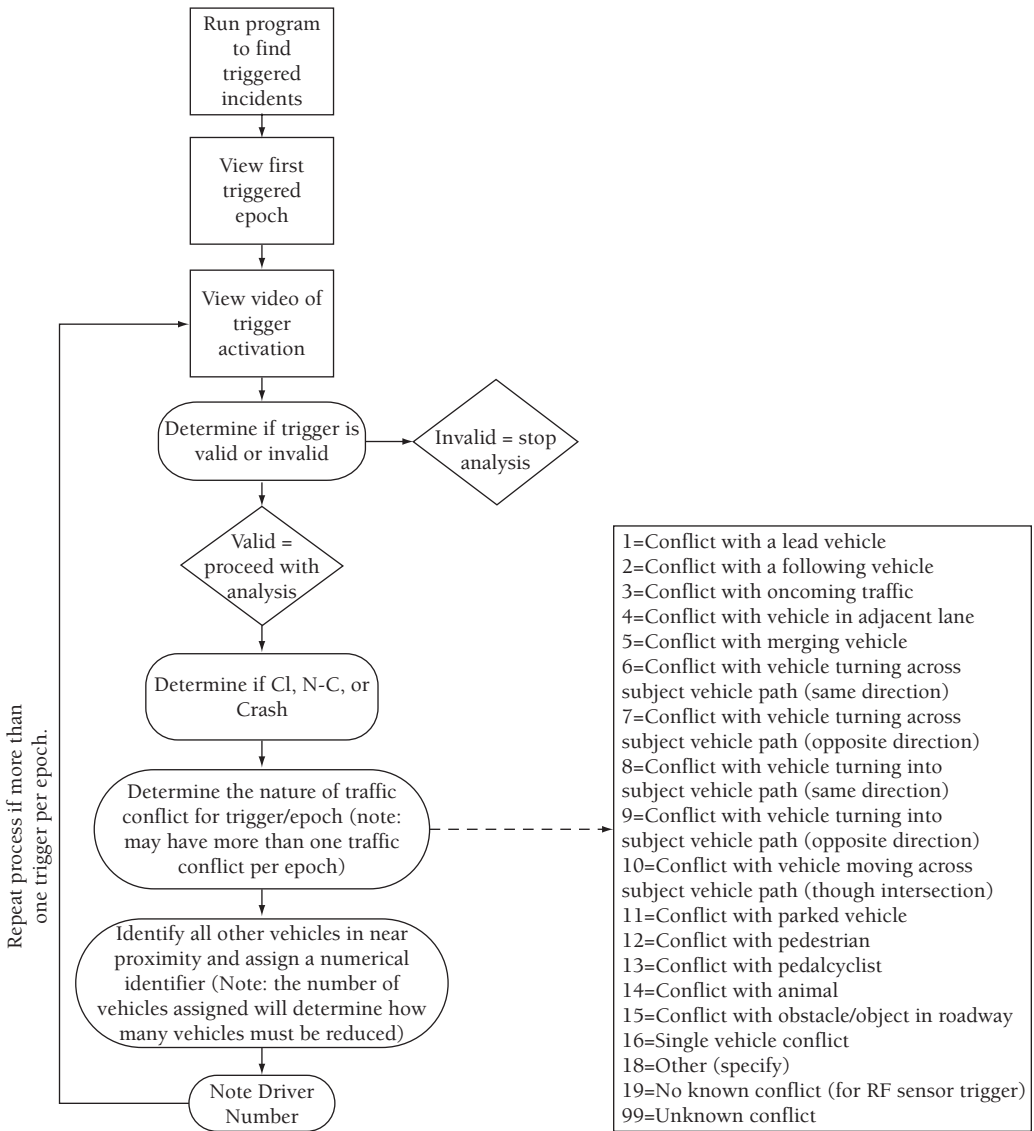 Run program
to find
triggered
incidents
View first
triggered
epoch
View video of
trigger
activation
Determine if trigger is
valid or invalid
Invalid = stop
analysis
Valid =
proceed with
analysis
Determine if Cl, N-C, or
Crash
Determine the nature of traffic
conflict for trigger/epoch (note:
may have more than one traffic
conflict per epoch)
Identify all other vehicles in near
proximity and assign a numerical
identifier (Note: the number of
vehicles assigned will determine how
many vehicles must be reduced)
Note Driver
Number
Repeat process if more than
one trigger per epoch.
1=Conflict with a lead vehicle
2=Conflict with a following vehicle
3=Conflict with oncoming traffic
4=Conflict with vehicle in adjacent lane
5=Conflict with merging vehicle
6=Conflict with vehicle turning across
subject vehicle path (same direction)
7=Conflict with vehicle turning across
subject vehicle path (opposite direction)
8=Conflict with vehicle turning into
subject vehicle path (same direction)
9=Conflict with vehicle turning into
subject vehicle path (opposite direction)
10=Conflict with vehicle moving across
subject vehicle path (though intersection)
11=Conflict with parked vehicle
12=Conflict with pedestrian
13=Conflict with pedalcyclist
14=Conflict with animal
15=Conflict with obstacle/object in roadway
16=Single vehicle conflict
18=Other (specify)
19=No known conflict (for RF sensor trigger)
99=Unknown conflict